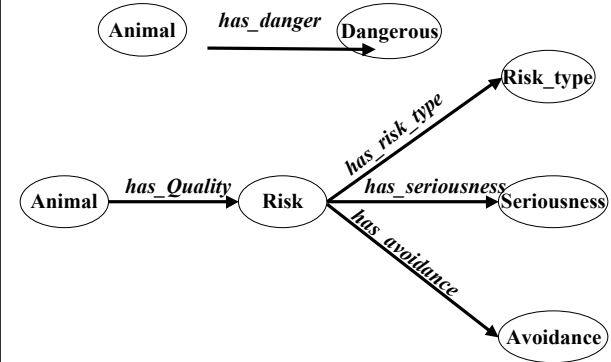 has_danger
Animal
Dangerous
Risk_type
has_risk_type
Animal
has_Quality
Risk
has_seriousness
Seriousness
has_avoidance
Avoidance